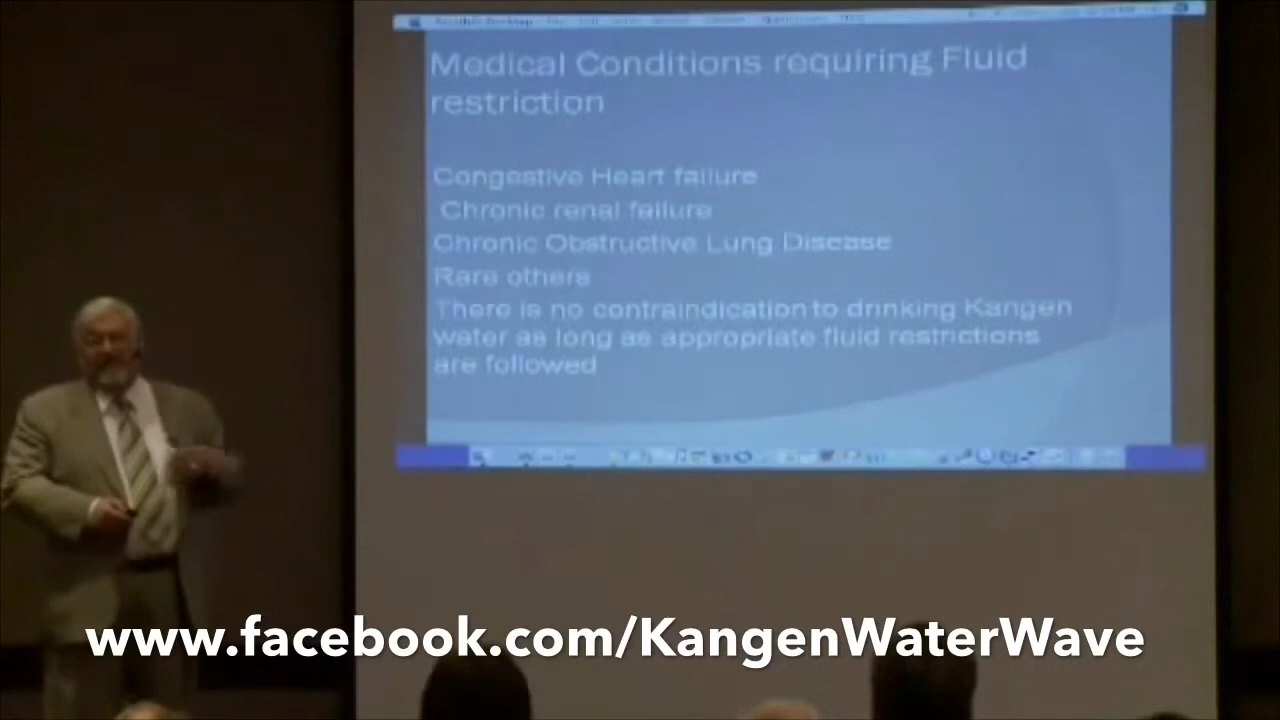 Medical Conditions requiring Fluid
restriction
Congestive Heart failure
Chronic renal failure
Chronic Obstructive Lung Disease
Rare others
There is no contraindication to drinking Kangen
water as long as appropriate fluid restrictions
are followed
www.facebook.com/KangenWaterWave